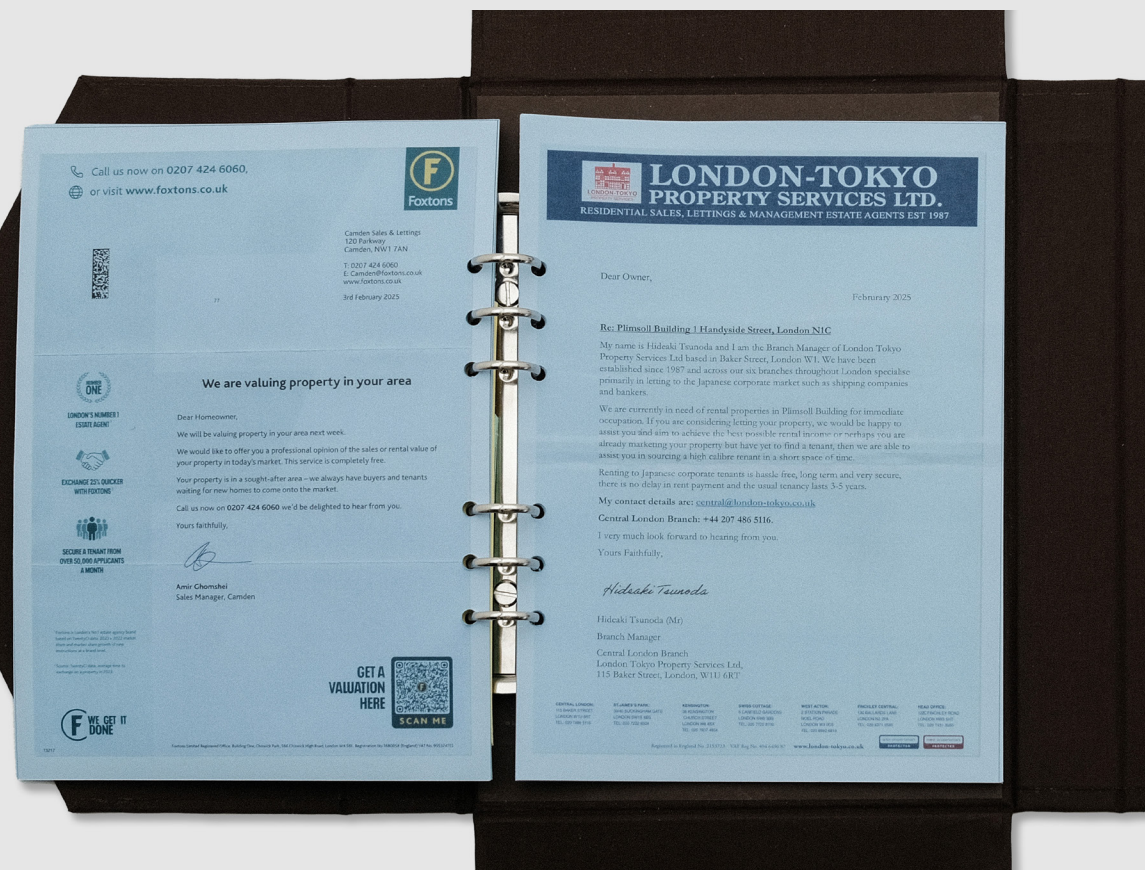 Call us now on 0207 424 6060,
or visit www.foxtons.co.uk
F
Foxtons
Camden Sales & Lettings
120 Parkway
Camden, NW1 7AN
T: 0207 424 6060
E: Camden@foxtons.co.uk
www.foxtons.co.uk
3rd February 2025
We are valuing property in your area
NUMBER
ONE
LONDON'S NUMBER 1
ESTATE AGENT
EXCHANGE 25% QUICKER
WITH FOXTONS
SECURE A TENANT FROM
OVER 50,000 APPLICANTS
A MONTH
Dear Homeowner,
We will be valuing property in your area next week.
We would like to offer you a professional opinion of the sales or rental value of
your property in today's market. This service is completely free.
Your property is in a sought-after area – we always have buyers and tenants
waiting for new homes to come onto the market.
Call us now on 0207 424 6060 we'd be delighted to hear from you.
Yours faithfully,
Amir Ghomshei
Sales Manager, Camden
GET A
VALUATION
HERE
SCAN ME
F WE GET IT
DONE
LONDON-TOKYO
LONDON-TOKYO
PROPERTY SERVICES LTD.
RESIDENTIAL SALES, LETTINGS & MANAGEMENT ESTATE AGENTS EST 1987
Dear Owner,
Februrary 2025
Re: Plimsoll Building 1 Handyside Street, London N1C
My name is Hideaki Tsunoda and I am the Branch Manager of London Tokyo
Property Services Ltd based in Baker Street, London W1. We have been
established since 1987 and across our six branches throughout London specialise
primarily in letting to the Japanese corporate market such as shipping companies
and bankers.
We are currently in need of rental properties in Plimsoll Building for immediate
occupation. If you are considering letting your property, we would be happy to
assist you and aim to achieve the best possible rental income or perhaps you are
already marketing your property but have yet to find a tenant, then we are able to
assist you in sourcing a high calibre tenant in a short space of time.
Renting to Japanese corporate tenants is hassle free, long term and very secure,
there is no delay in rent payment and the usual tenancy lasts 3-5 years.
My contact details are: central@london-tokyo.co.uk
Central London Branch: +44 207 486 5116.
I very much look forward to hearing from you.
Yours Faithfully,
Hideaki Tsunoda
Hideaki Tsunoda (Mr)
Branch Manager
Central London Branch
London Tokyo Property Services Ltd,
115 Baker Street, London, W1U 6RT
www.london-tokyo.co.uk